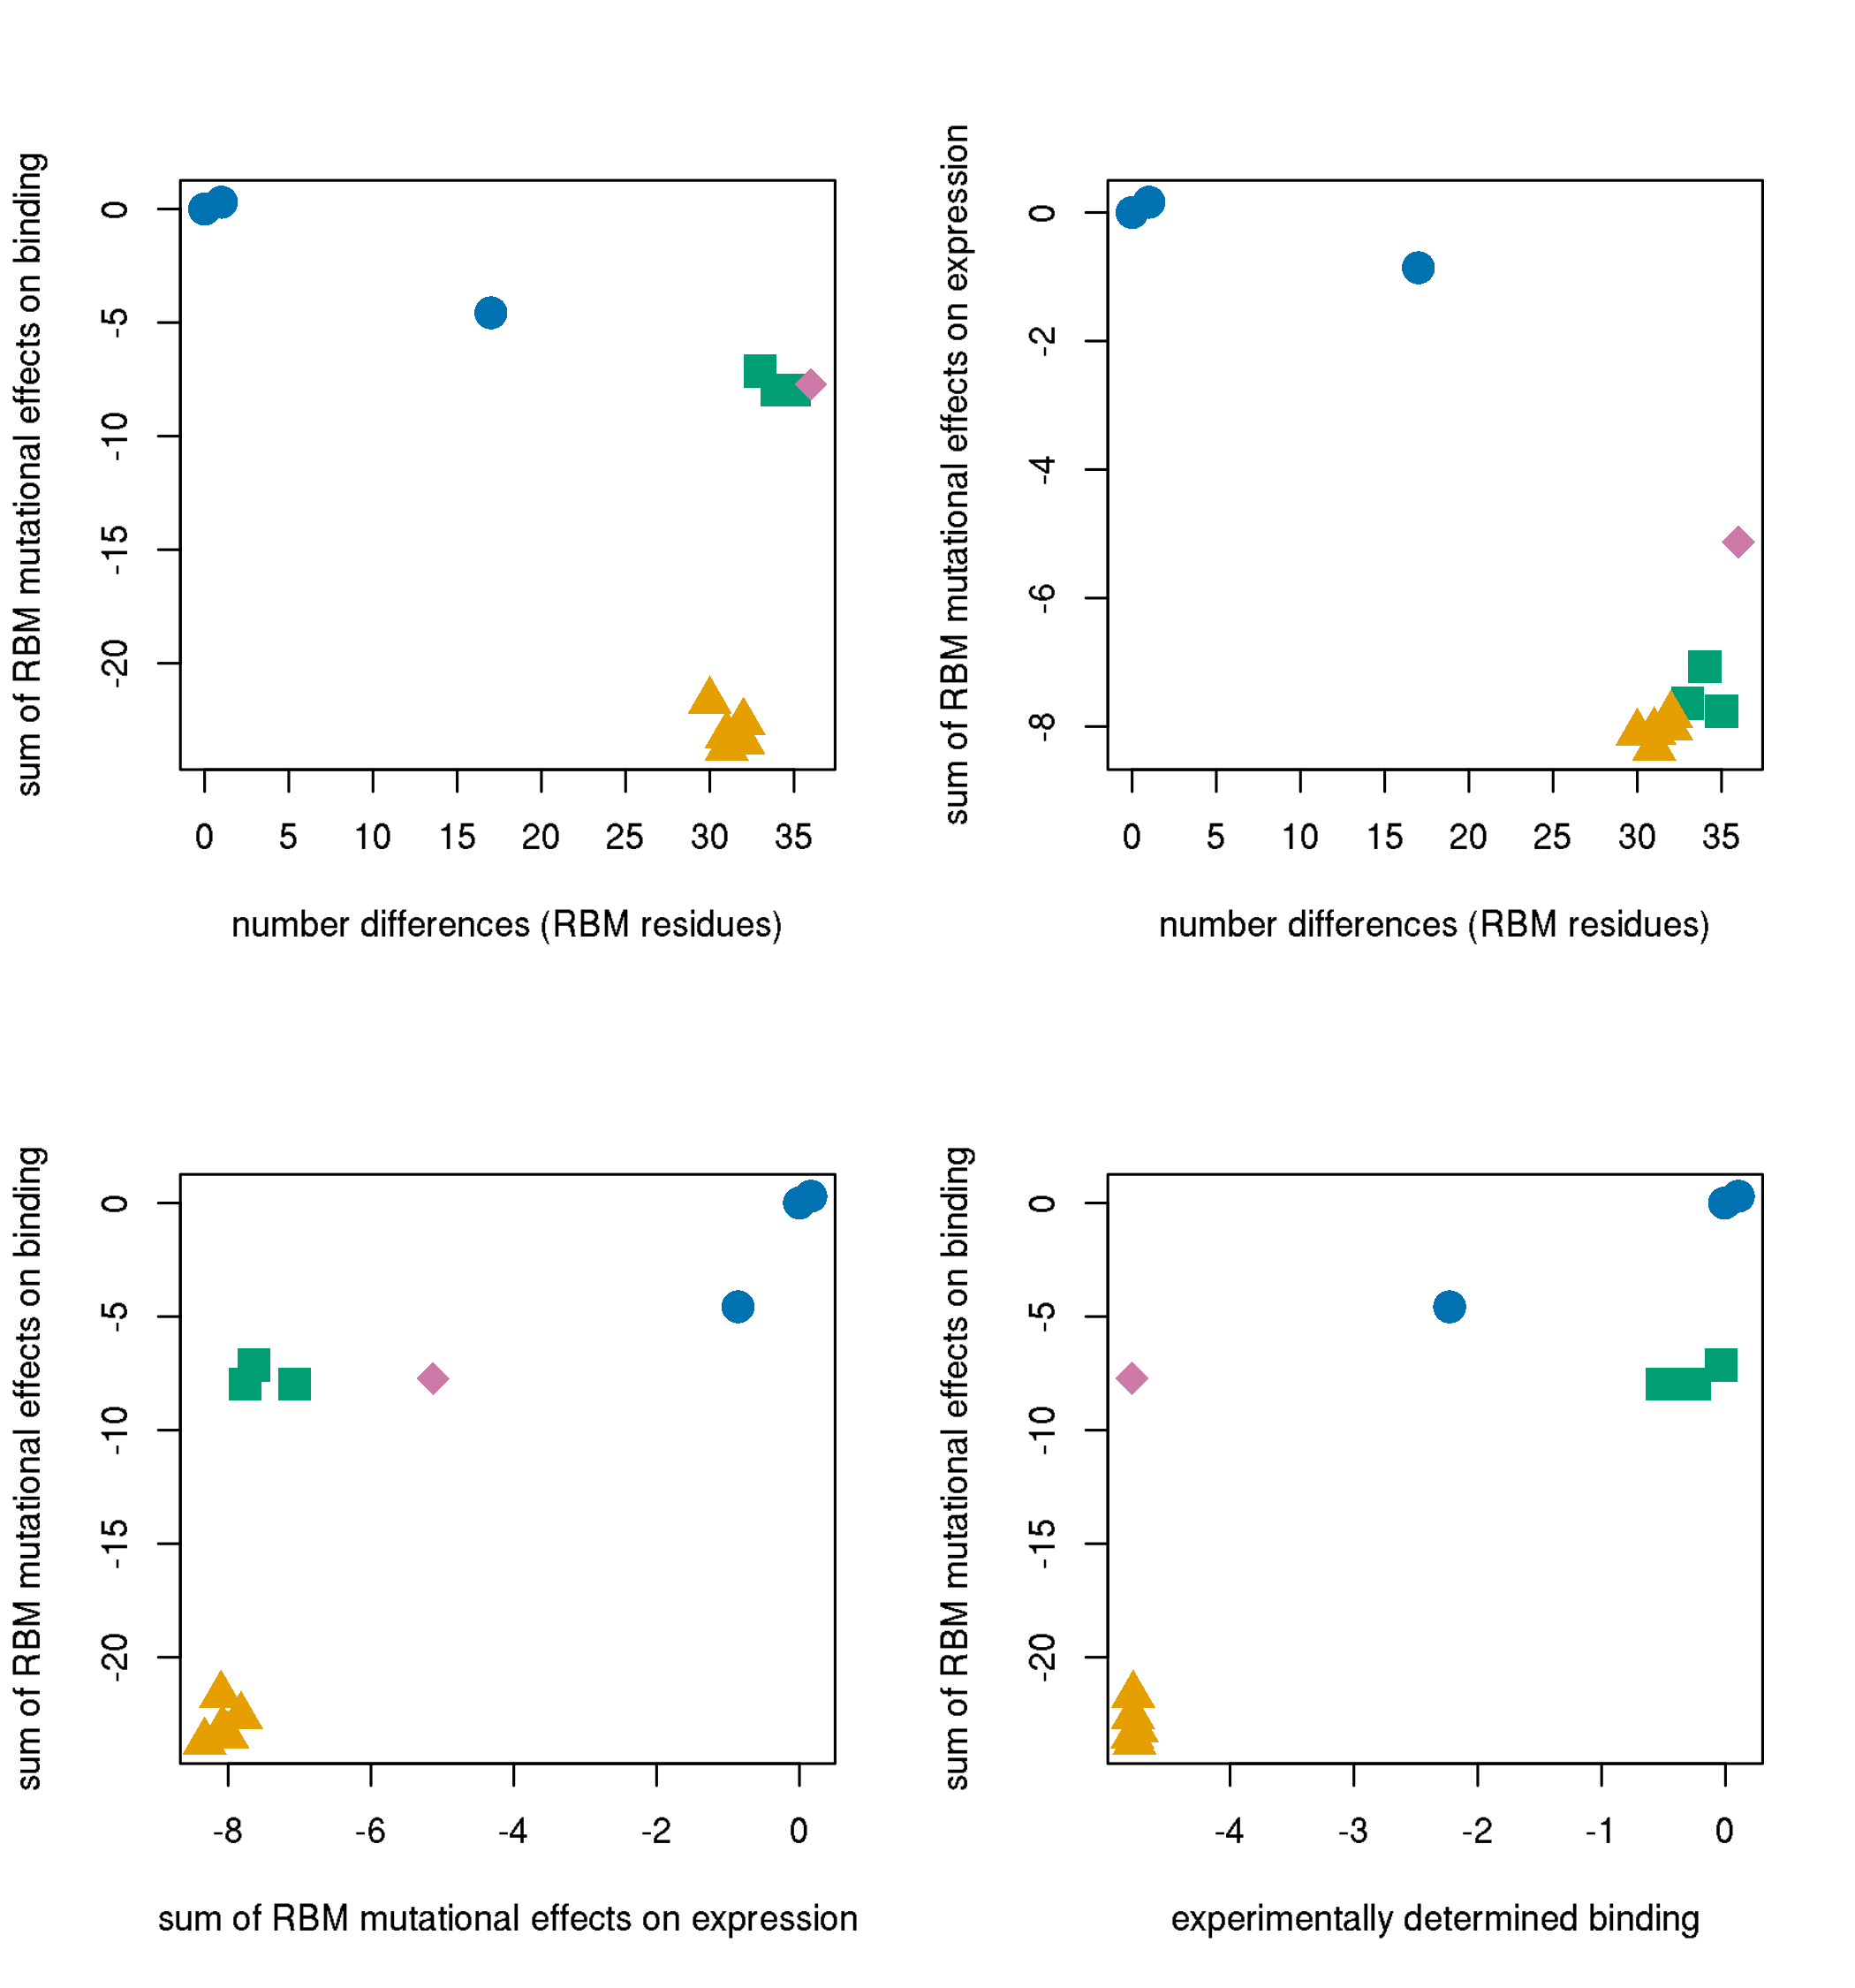 sum of RBM mutational effects on binding
0
-5
-10
-15
-20
0 5 10 15 20 25 30 35
number differences (RBM residues)
sum of RBM mutational effects on expression
0
-2
-4
-6
-8
0 5 10 15 20 25 30 35
number differences (RBM residues)
sum of RBM mutational effects on binding
0
-5
-10
-15
-20
-8 -6 -4 -2 0
sum of RBM mutational effects on expression
sum of RBM mutational effects on binding
0
-5
-10
-15
-20
-4 -3 -2 -1 0
experimentally determined binding